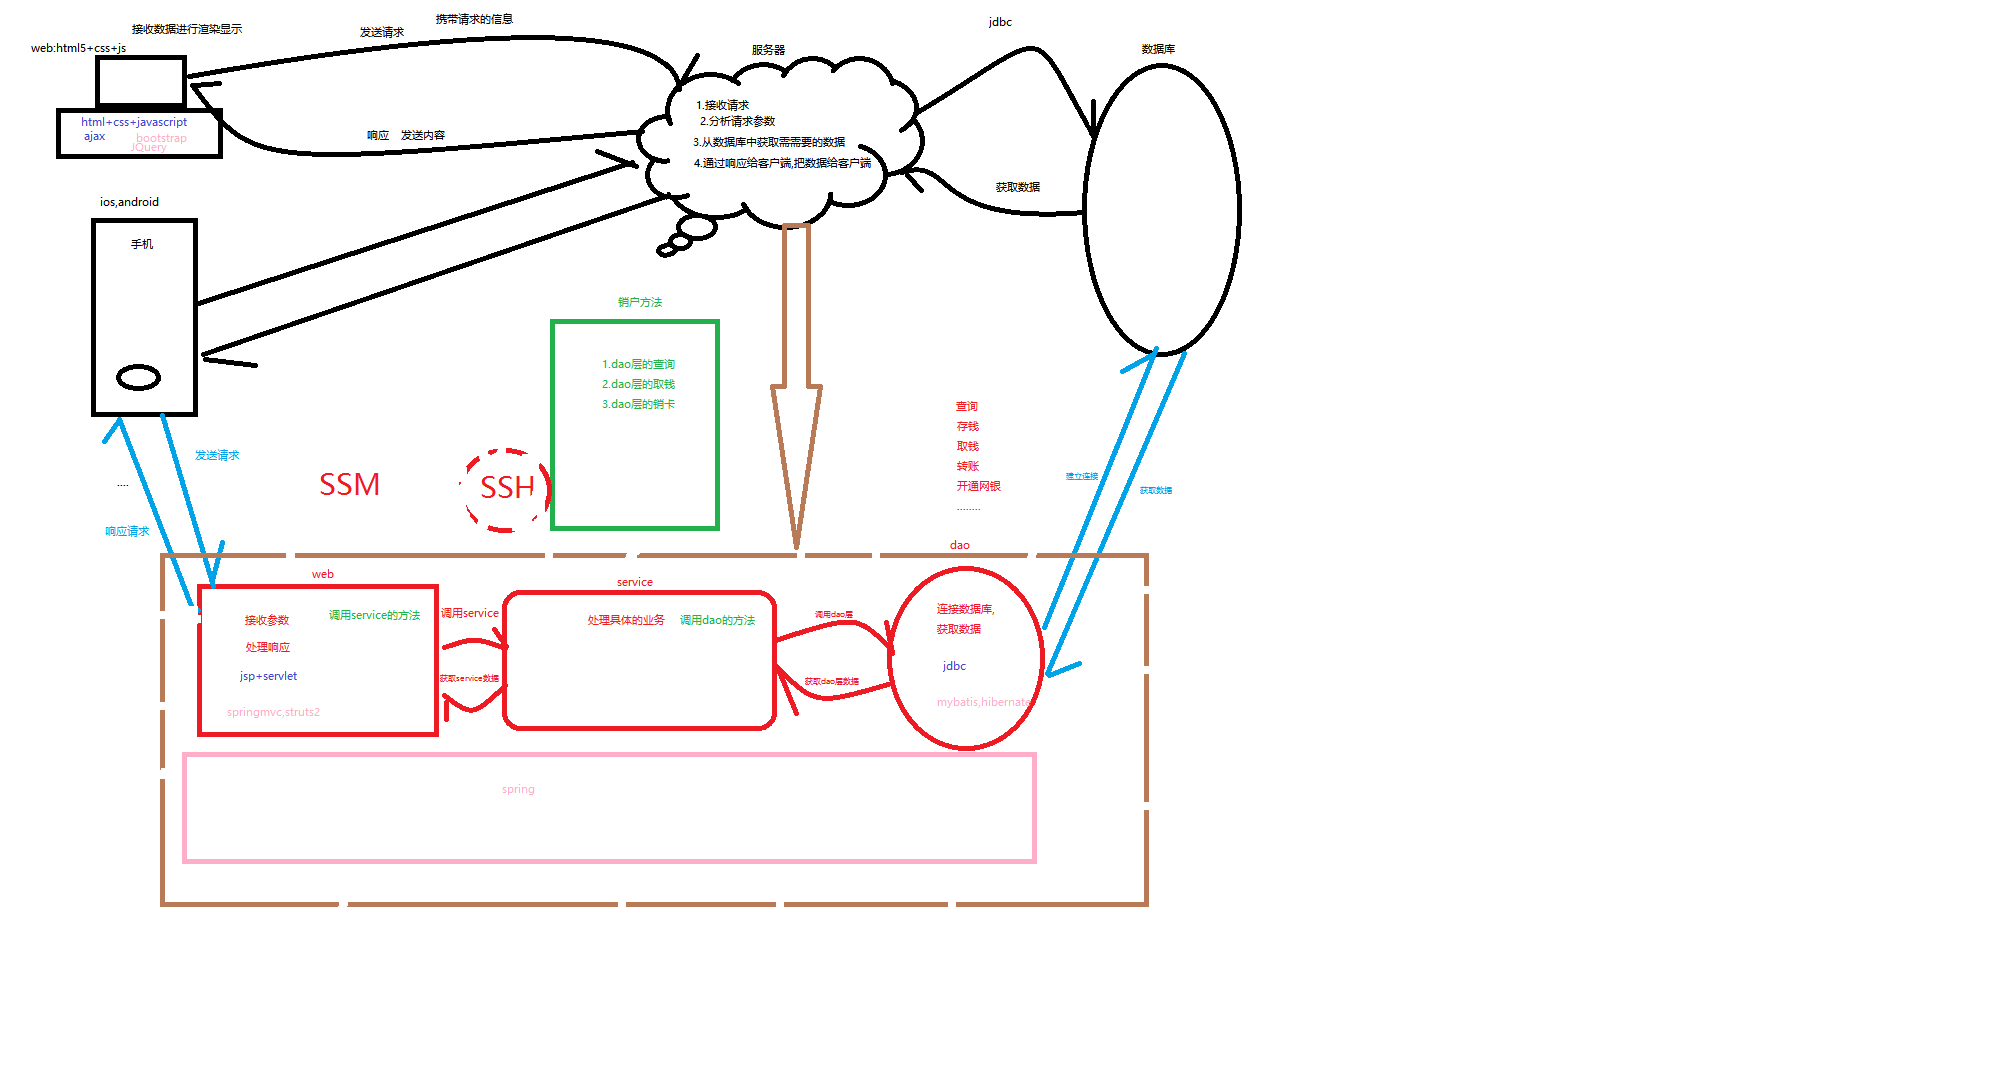 接收数据进行渲染显示
携带请求的信息
发送请求
jdbc
web:html5+css+js
服务器
数据库
html+css+javascript
ajax
bootstrap
JQuery
响应 发送内容
1.接收请求
2.分析请求参数
3.从数据库中获取需需要的数据
4.通过响应给客户端,把数据给客户端
获取数据
ios,android
手机
销户方法
1.dao层的查询
2.dao层的取钱
3.dao层的销卡
查询
存钱
取钱
转账
开通网银
........
发送请求
....
响应请求
SSM
SSH
建立连接
获取数据
dao
web
service
接收参数
调用service的方法
处理响应
jsp+servlet
springmvc,struts2
调用service
获取service数据
处理具体的业务 调用dao的方法
调用dao层
获取dao层数据
连接数据库,
获取数据
jdbc
mybatis,hibernate
spring